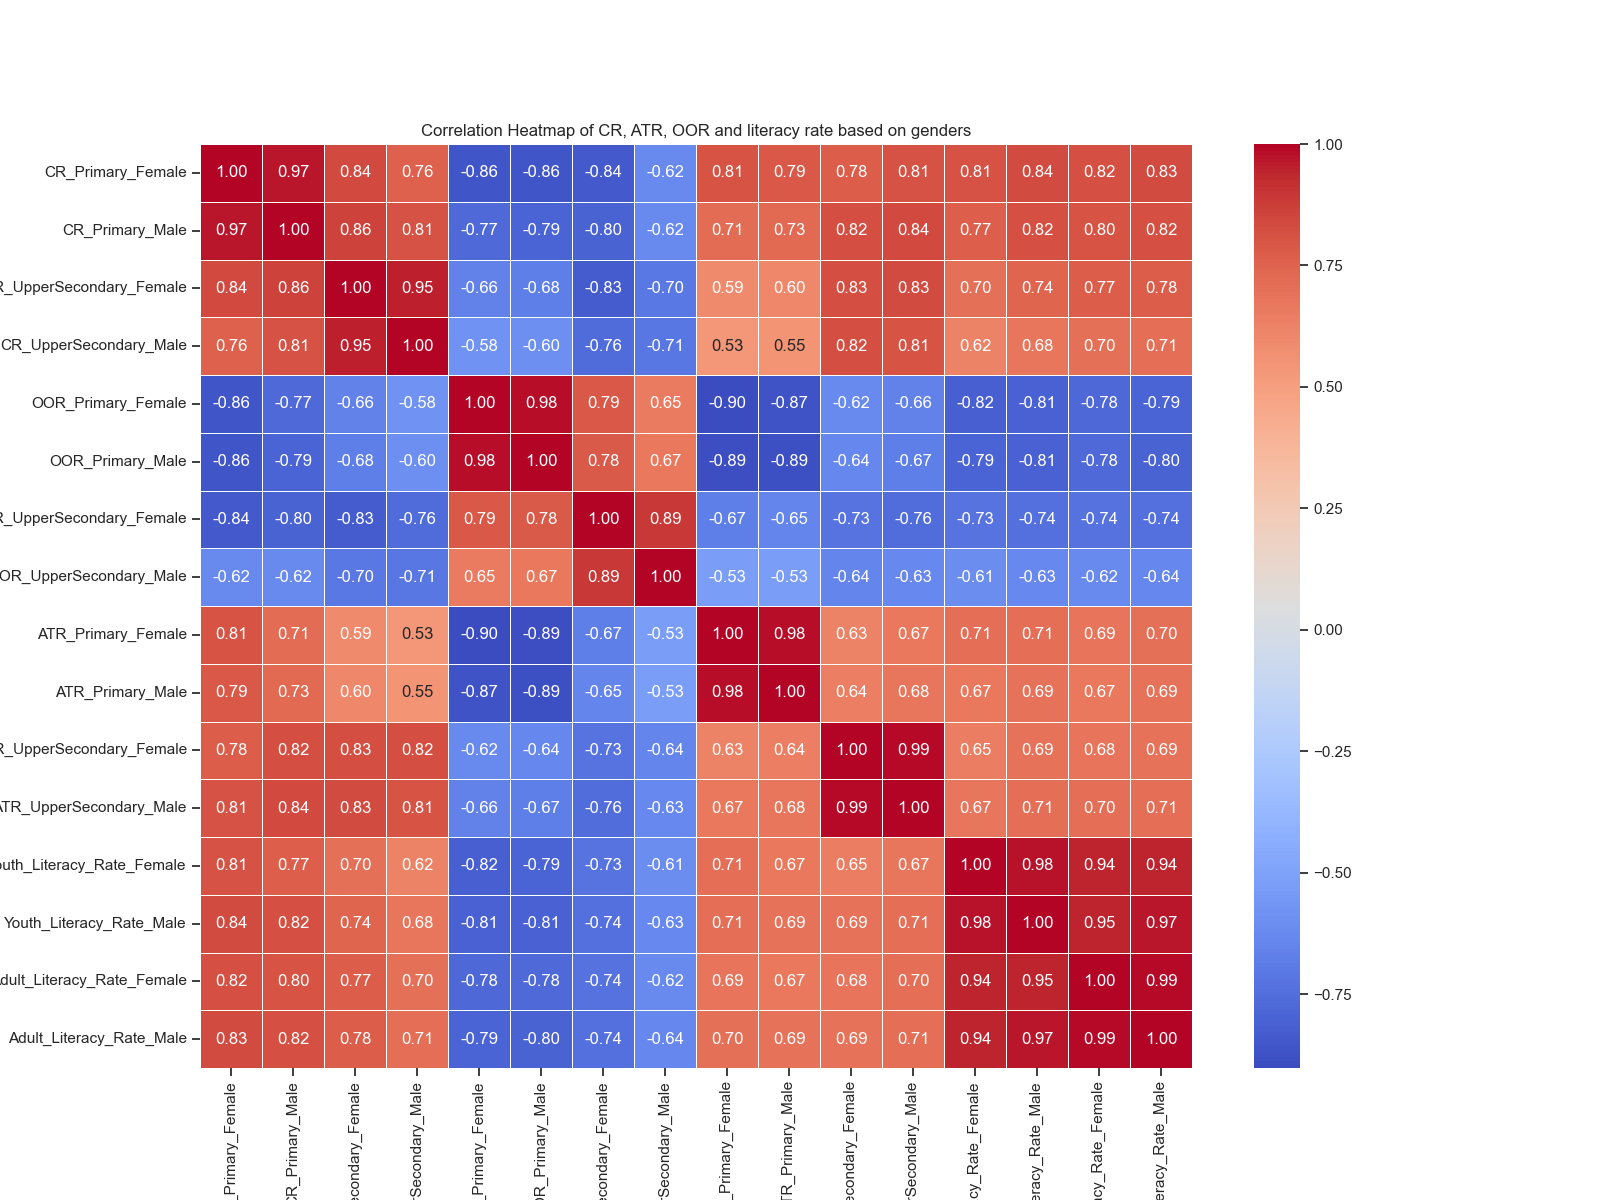 Correlation Heatmap of CR, ATR, OOR and literacy rate based on genders
CR_Primary_Female 1.00 0.97 0.84 0.76 -0.86 -0.86 -0.84 -0.62 0.81 0.79 0.78 0.81 0.81 0.84 0.82 0.83
CR_Primary_Male 0.97 1.00 0.86 0.81 -0.77 -0.79 -0.80 -0.62 0.71 0.73 0.82 0.84 0.77 0.82 0.80 0.82
R_UpperSecondary_Female 0.84 0.86 1.00 0.95 -0.66 -0.68 -0.83 -0.70 0.59 0.60 0.83 0.83 0.70 0.74 0.77 0.78
CR_UpperSecondary_Male 0.76 0.81 0.95 1.00 -0.58 -0.60 -0.76 -0.71 0.53 0.55 0.82 0.81 0.62 0.68 0.70 0.71
OOR_Primary_Female -0.86 -0.77 -0.66 -0.58 1.00 0.98 0.79 0.65 -0.90 -0.87 -0.62 -0.66 -0.82 -0.81 -0.78 -0.79
OOR_Primary_Male -0.86 -0.79 -0.68 -0.60 0.98 1.00 0.78 0.67 -0.89 -0.89 -0.64 -0.67 -0.79 -0.81 -0.78 -0.80
R_UpperSecondary_Female -0.84 -0.80 -0.83 -0.76 0.79 0.78 1.00 0.89 -0.67 -0.65 -0.73 -0.76 -0.73 -0.74 -0.74 -0.74
OR_UpperSecondary_Male -0.62 -0.62 -0.70 -0.71 0.65 0.67 0.89 1.00 -0.53 -0.53 -0.64 -0.63 -0.61 -0.63 -0.62 -0.64
ATR_Primary_Female 0.81 0.71 0.59 0.53 -0.90 -0.89 -0.67 -0.53 1.00 0.98 0.63 0.67 0.71 0.71 0.69 0.70
ATR_Primary_Male 0.79 0.73 0.60 0.55 -0.87 -0.89 -0.65 -0.53 0.98 1.00 0.64 0.68 0.67 0.69 0.67 0.69
R_UpperSecondary_Female 0.78 0.82 0.83 0.82 -0.62 -0.64 -0.73 -0.64 0.63 0.64 1.00 0.99 0.65 0.69 0.68 0.69
ATR_UpperSecondary_Male 0.81 0.84 0.83 0.81 -0.66 -0.67 -0.76 -0.63 0.67 0.68 0.99 1.00 0.67 0.71 0.70 0.71
outh_Literacy_Rate_Female 0.81 0.77 0.70 0.62 -0.82 -0.79 -0.73 -0.61 0.71 0.67 0.65 0.67 1.00 0.98 0.94 0.94
Youth_Literacy_Rate_Male 0.84 0.82 0.74 0.68 -0.81 -0.81 -0.74 -0.63 0.71 0.69 0.69 0.71 0.98 1.00 0.95 0.97
dult_Literacy_Rate_Female 0.82 0.80 0.77 0.70 -0.78 -0.78 -0.74 -0.62 0.69 0.67 0.68 0.70 0.94 0.95 1.00 0.99
Adult_Literacy_Rate_Male 0.83 0.82 0.78 0.71 -0.79 -0.80 -0.74 -0.64 0.70 0.69 0.69 0.71 0.94 0.97 0.99 1.00
_Primary_Female
R_Primary_Male
econdary_Female
rSecondary_Male
_Primary_Female
OR_Primary_Male
econdary_Female
rSecondary_Male
_Primary_Female
TR_Primary_Male
econdary_Female
rSecondary_Male
cy_Rate_Female
eracy_Rate_Male
cy_Rate_Female
teracy_Rate_Male
1.00
0.75
0.50
0.25
0.00
−0.25
−0.50
−0.75